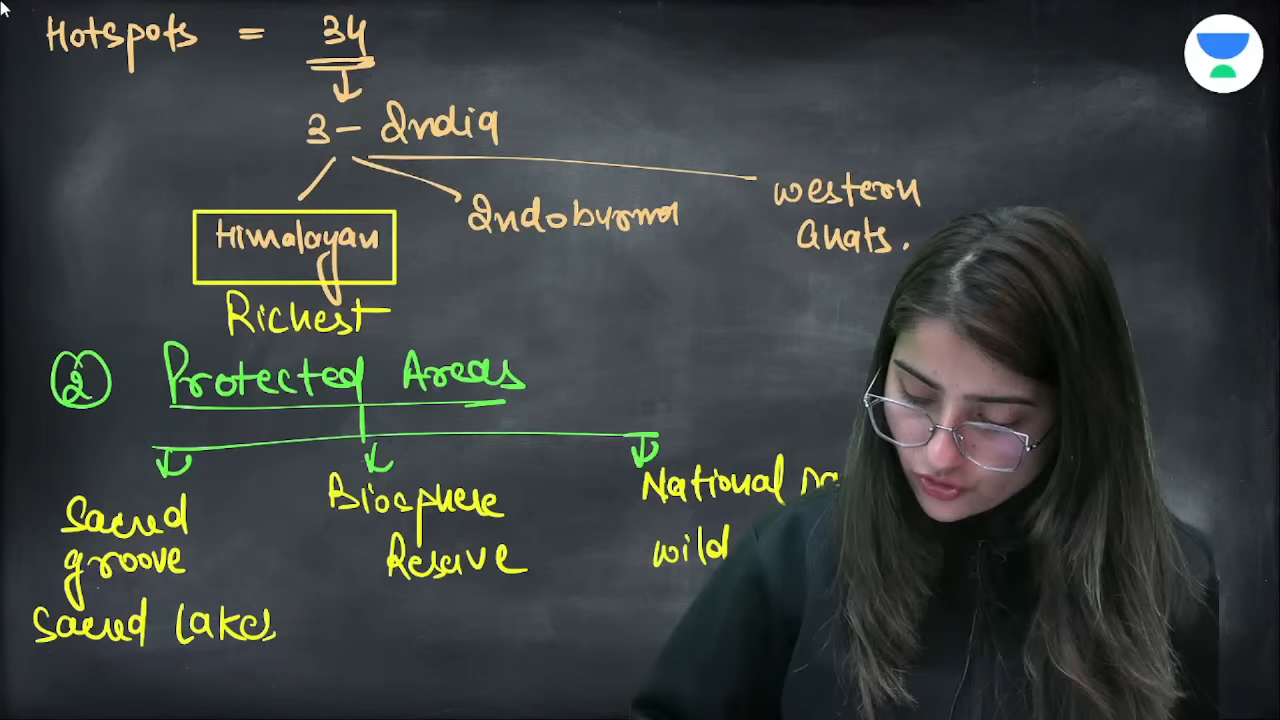 Hotspots = 34
3 - India
Himalayan
Indoburma
western
Ghats.
Richest
② Protected Areas
Sacred
groove
Sacred Lakes
Biosphere
Reserve
National
wild